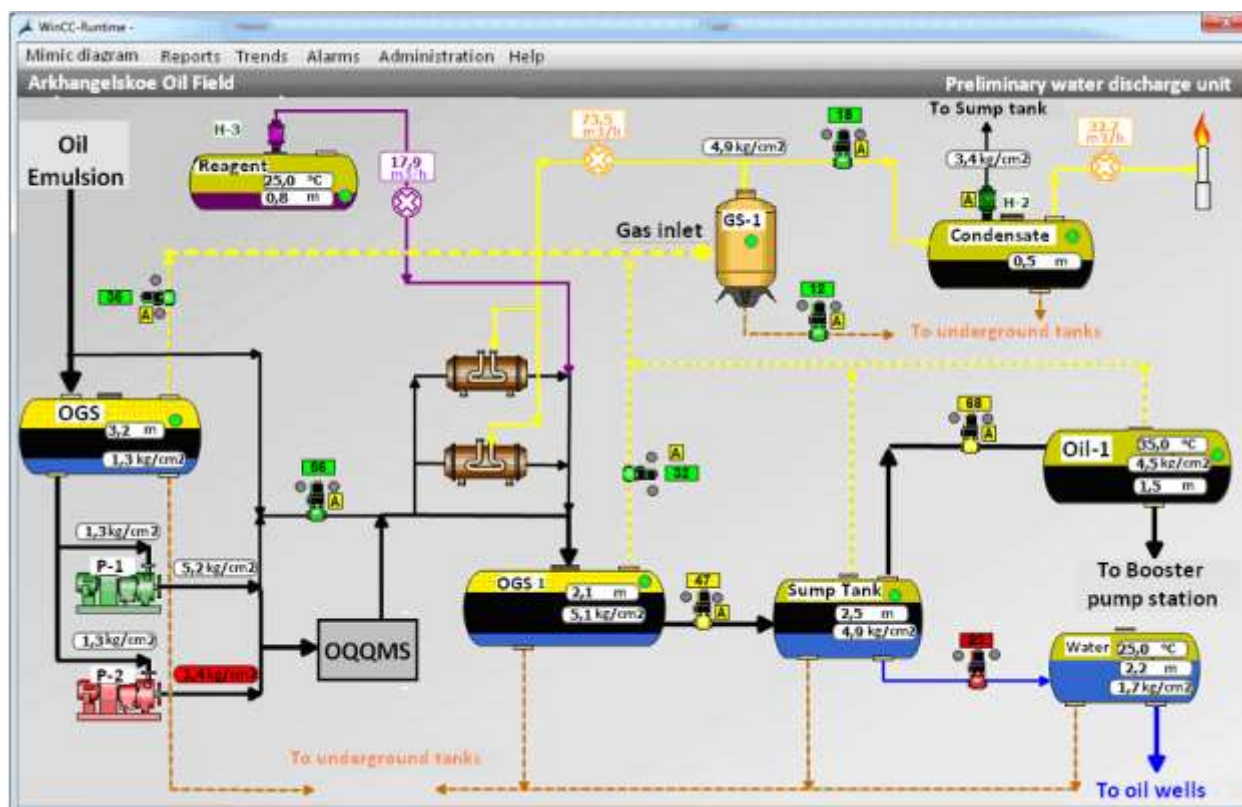 WinCC-Runtime -
Mimic diagram Reports Trends Alarms Administration Help
Arkhangelskoe Oil Field
Preliminary water discharge unit
Oil
Emulsion
H-3
Reagent
25,0 °C
0,8 m
17,9
m3/h
73,5
m3/h
4,9 kg/cm2
18
A
To Sump tank
3,4 kg/cm2
A
H-2
m3/h
Condensate
0,5 m
Gas inlet
GS-1
12
A
To underground tanks
To underground tanks
36
A
OGS
3,2 m
1,3 kg/cm2
66
A
A
32
68
A
Oil-1
35,0 °C
4,5 kg/cm2
1,5 m
To Booster
pump station
1,3 kg/cm2
P-1
5,2 kg/cm2
1,3 kg/cm2
P-2
OQQMS
OGS 1
2,1 m
5,1 kg/cm2
47
A
Sump Tank
2,5 m
4,9 kg/cm2
Water
25,0 °C
2,2 m
1,7 kg/cm2
To oil wells